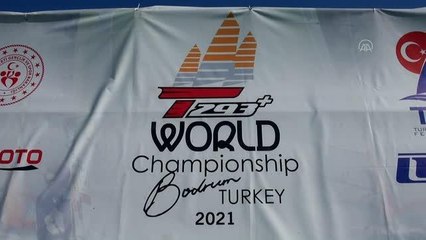 T293+
WORLD
Championship
Bodrum TURKEY
2021
OTO